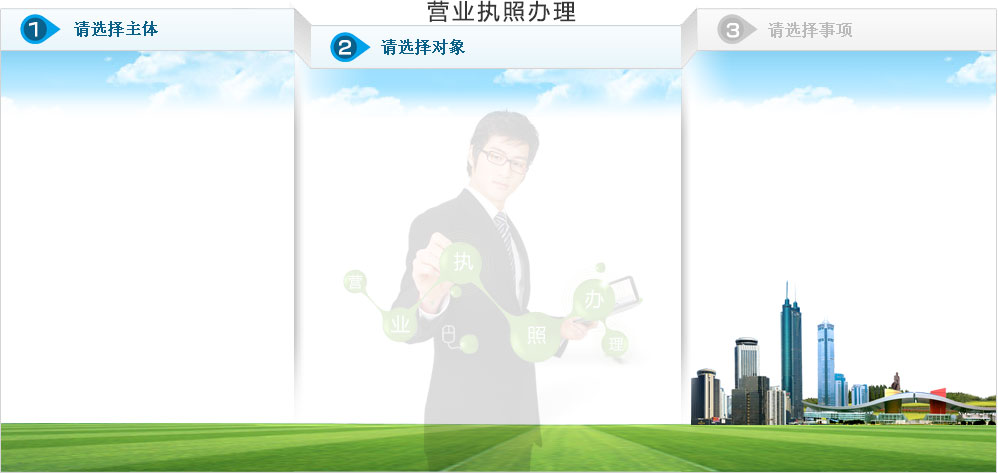 营业执照办理
1 请选择主体
2 请选择对象
3 请选择事项
营 业 执 照 办 理